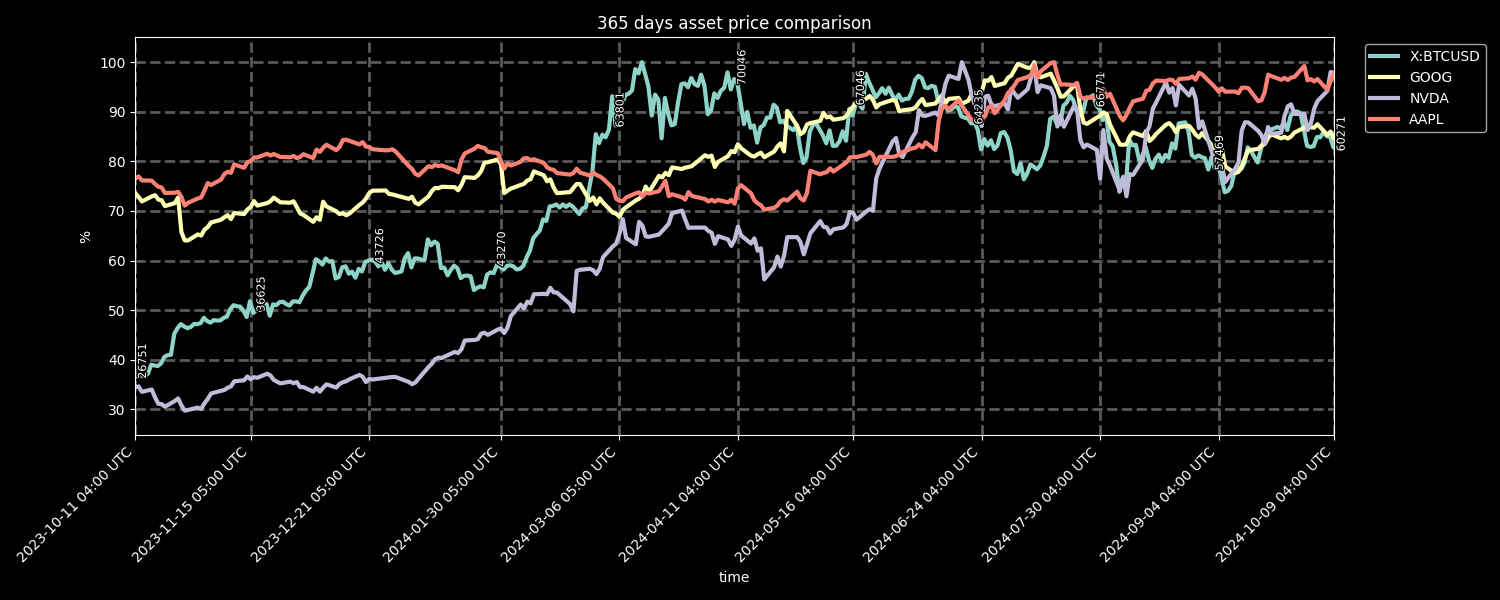 365 days asset price comparison
X:BTCUSD
GOOG
NVDA
AAPL
%
100
90
80
70
60
50
40
30
26751
36625
43726
43270
63801
70046
67046
64235
66771
57469
60271
2023-10-11 04:00 UTC
2023-11-15 05:00 UTC
2023-12-21 05:00 UTC
2024-01-30 05:00 UTC
2024-03-06 05:00 UTC
2024-04-11 04:00 UTC
2024-05-16 04:00 UTC
2024-06-24 04:00 UTC
2024-07-30 04:00 UTC
2024-09-04 04:00 UTC
2024-10-09 04:00 UTC
time